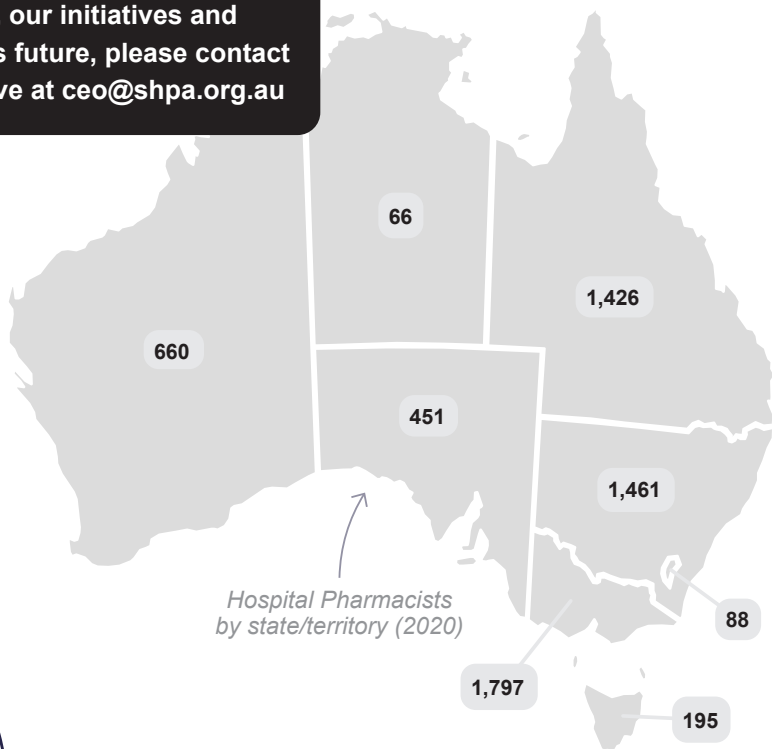 our initiatives and
s future, please contact
ve at ceo@shpa.org.au
66
1,426
660
451
1,461
Hospital Pharmacists
by state/territory (2020)
88
1,797
195